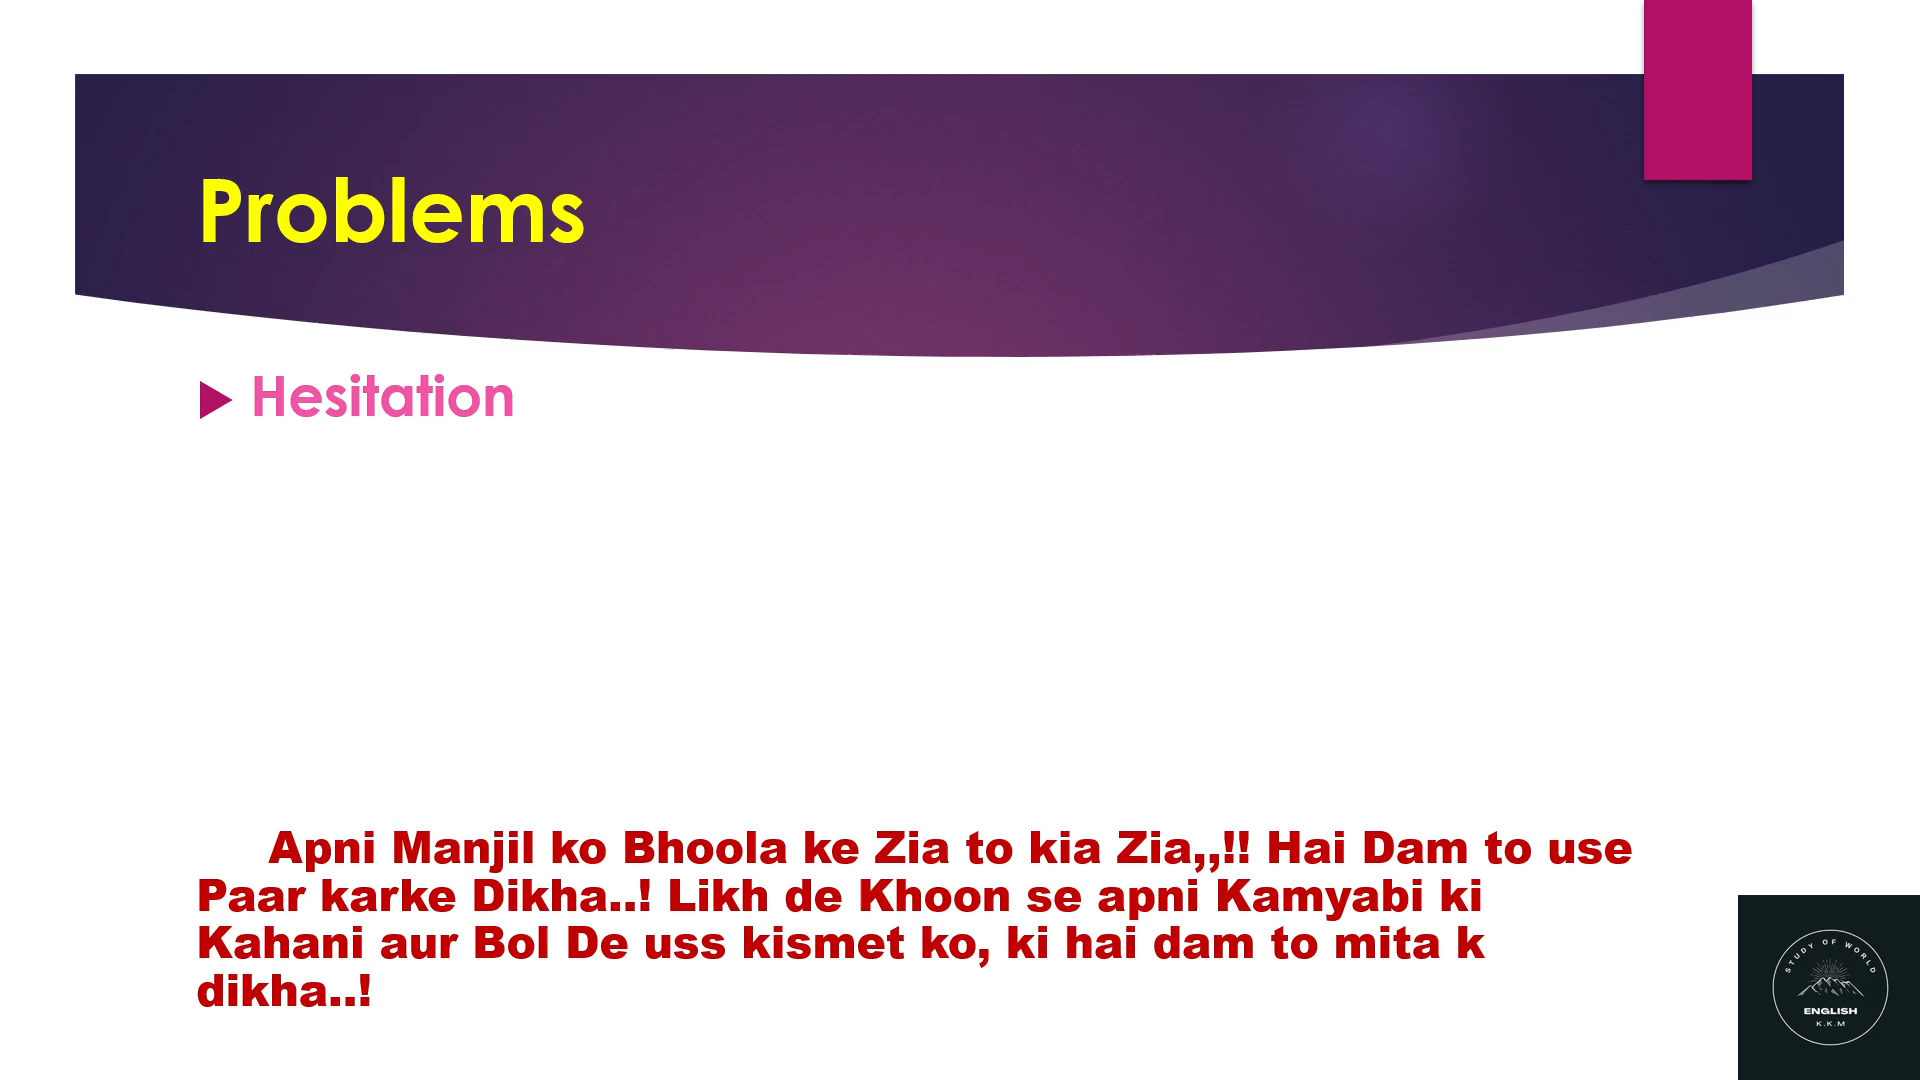 Problems
Hesitation
Apni Manjil ko Bhoola ke Zia to kia Zia,,!! Hai Dam to use
Paar karke Dikha..! Likh de Khoon se apni Kamyabi ki
Kahani aur Bol De uss kismet ko, ki hai dam to mita k
dikha..!
STUDY OF WORLD
ENGLISH
K.K.M